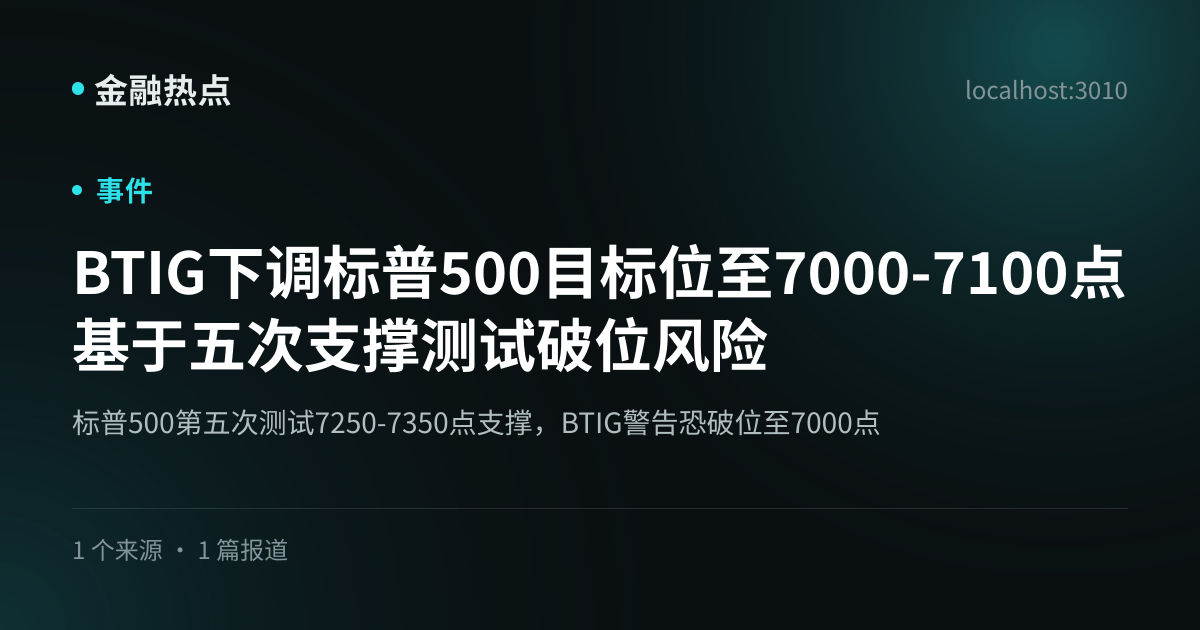 金融热点
localhost:3010
事件
BTIG下调标普500目标位至7000-7100点
基于五次支撑测试破位风险
标普500第五次测试7250-7350点支撑，BTIG警告恐破位至7000点
1 个来源 · 1 篇报道